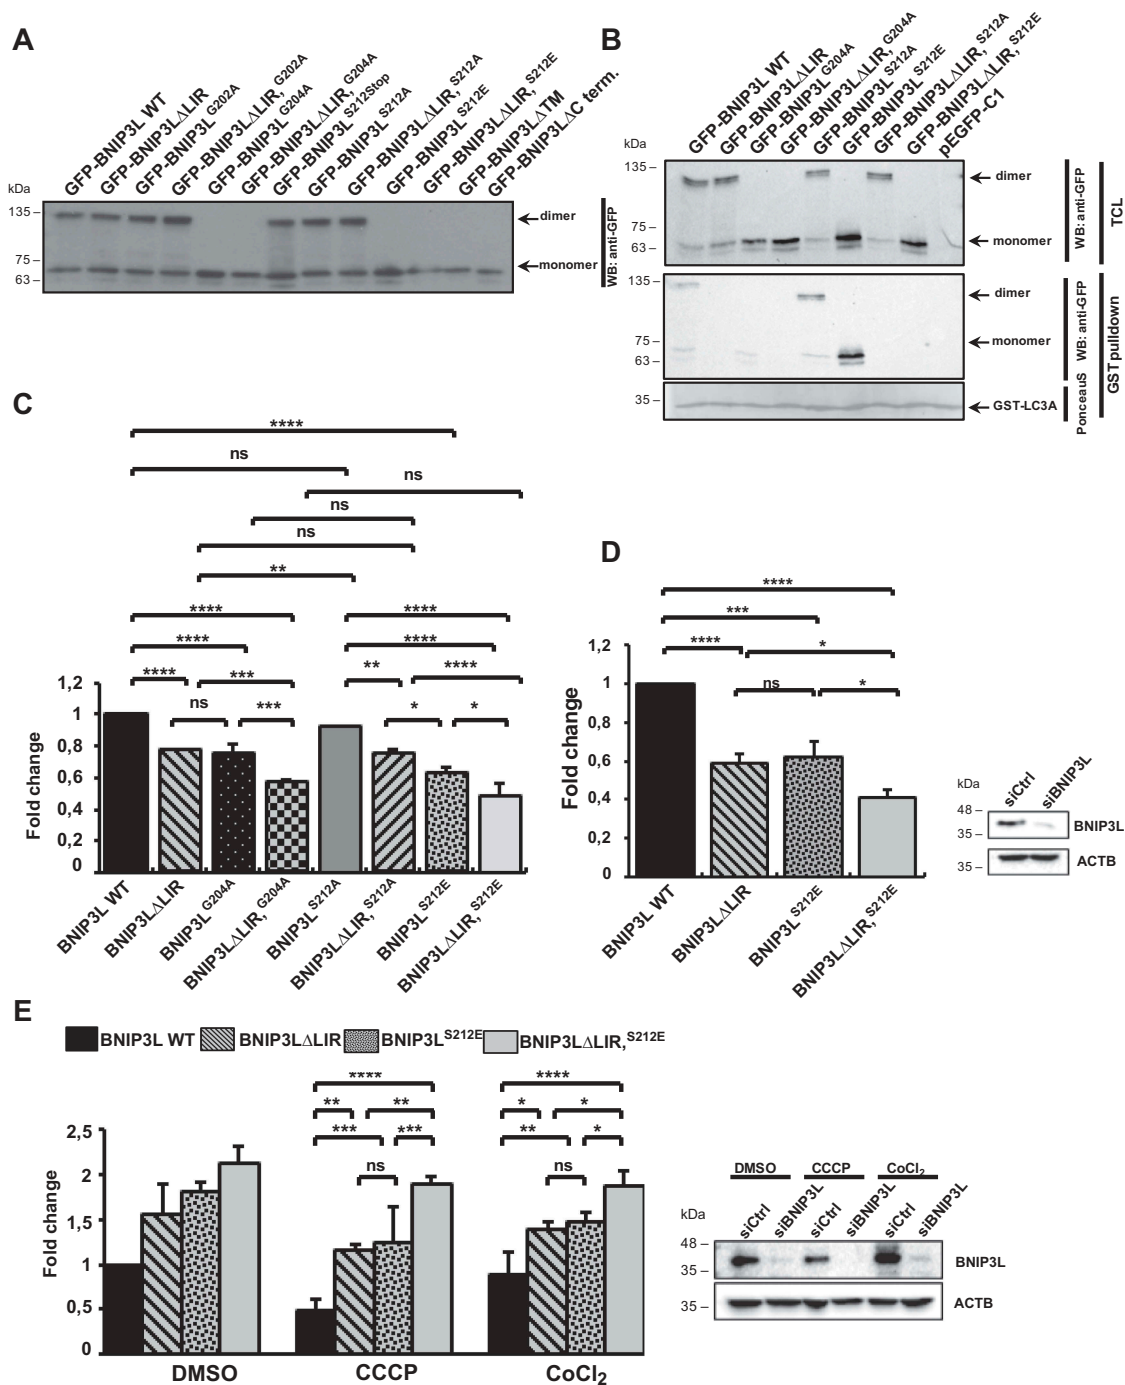 A
GFP-BNIP3L WT
GFP-BNIP3LΔLIR
GFP-BNIP3L G202A
GFP-BNIP3LΔLIR, G202A
GFP-BNIP3L G204A
GFP-BNIP3LΔLIR, G204A
GFP-BNIP3L S212Stop
GFP-BNIP3L S212A
GFP-BNIP3LΔLIR, S212A
GFP-BNIP3L S212E
GFP-BNIP3LΔLIR, S212E
GFP-BNIP3LΔTM
GFP-BNIP3LΔC term.
kDa
135
75
63
dimer
monomer
WB: anti-GFP
B
GFP-BNIP3L WT
GFP-BNIP3LΔLIR
GFP-BNIP3L G204A
GFP-BNIP3LΔLIR, G204A
GFP-BNIP3L S212A
GFP-BNIP3L S212E
GFP-BNIP3LΔLIR, S212A
GFP-BNIP3LΔLIR, S212E
pEGFP-C1
kDa
135
75
63
dimer
monomer
WB: anti-GFP
TCL
135
75
63
dimer
monomer
WB: anti-GFP
GST pulldown
35
GST-LC3A
PonceauS
C
****
ns
ns
ns
ns
**
**** ****
**** ****
**** *** ** ****
ns *** * *
Fold change
1,2
1
0,8
0,6
0,4
0,2
0
BNIP3L WT
BNIP3LΔLIR
BNIP3L G204A
BNIP3LΔLIR, G204A
BNIP3L S212A
BNIP3LΔLIR, S212A
BNIP3L S212E
BNIP3LΔLIR, S212E
D
****
***
**** *
ns *
Fold change
1,2
1
0,8
0,6
0,4
0,2
0
BNIP3L WT
BNIP3LΔLIR
BNIP3L S212E
BNIP3LΔLIR, S212E
kDa
siCtrl
siBNIP3L
48
35
BNIP3L
35
ACTB
E
BNIP3L WT
BNIP3LΔLIR
BNIP3L S212E
BNIP3LΔLIR, S212E
**** ****
** ** * *
*** *** ** *
ns ns
Fold change
2,5
2
1,5
1
0,5
0
DMSO
CCCP
CoCl2
DMSO CCCP CoCl2
siCtrl
siBNIP3L
siCtrl
siBNIP3L
siCtrl
siBNIP3L
kDa
48
35
BNIP3L
35
ACTB